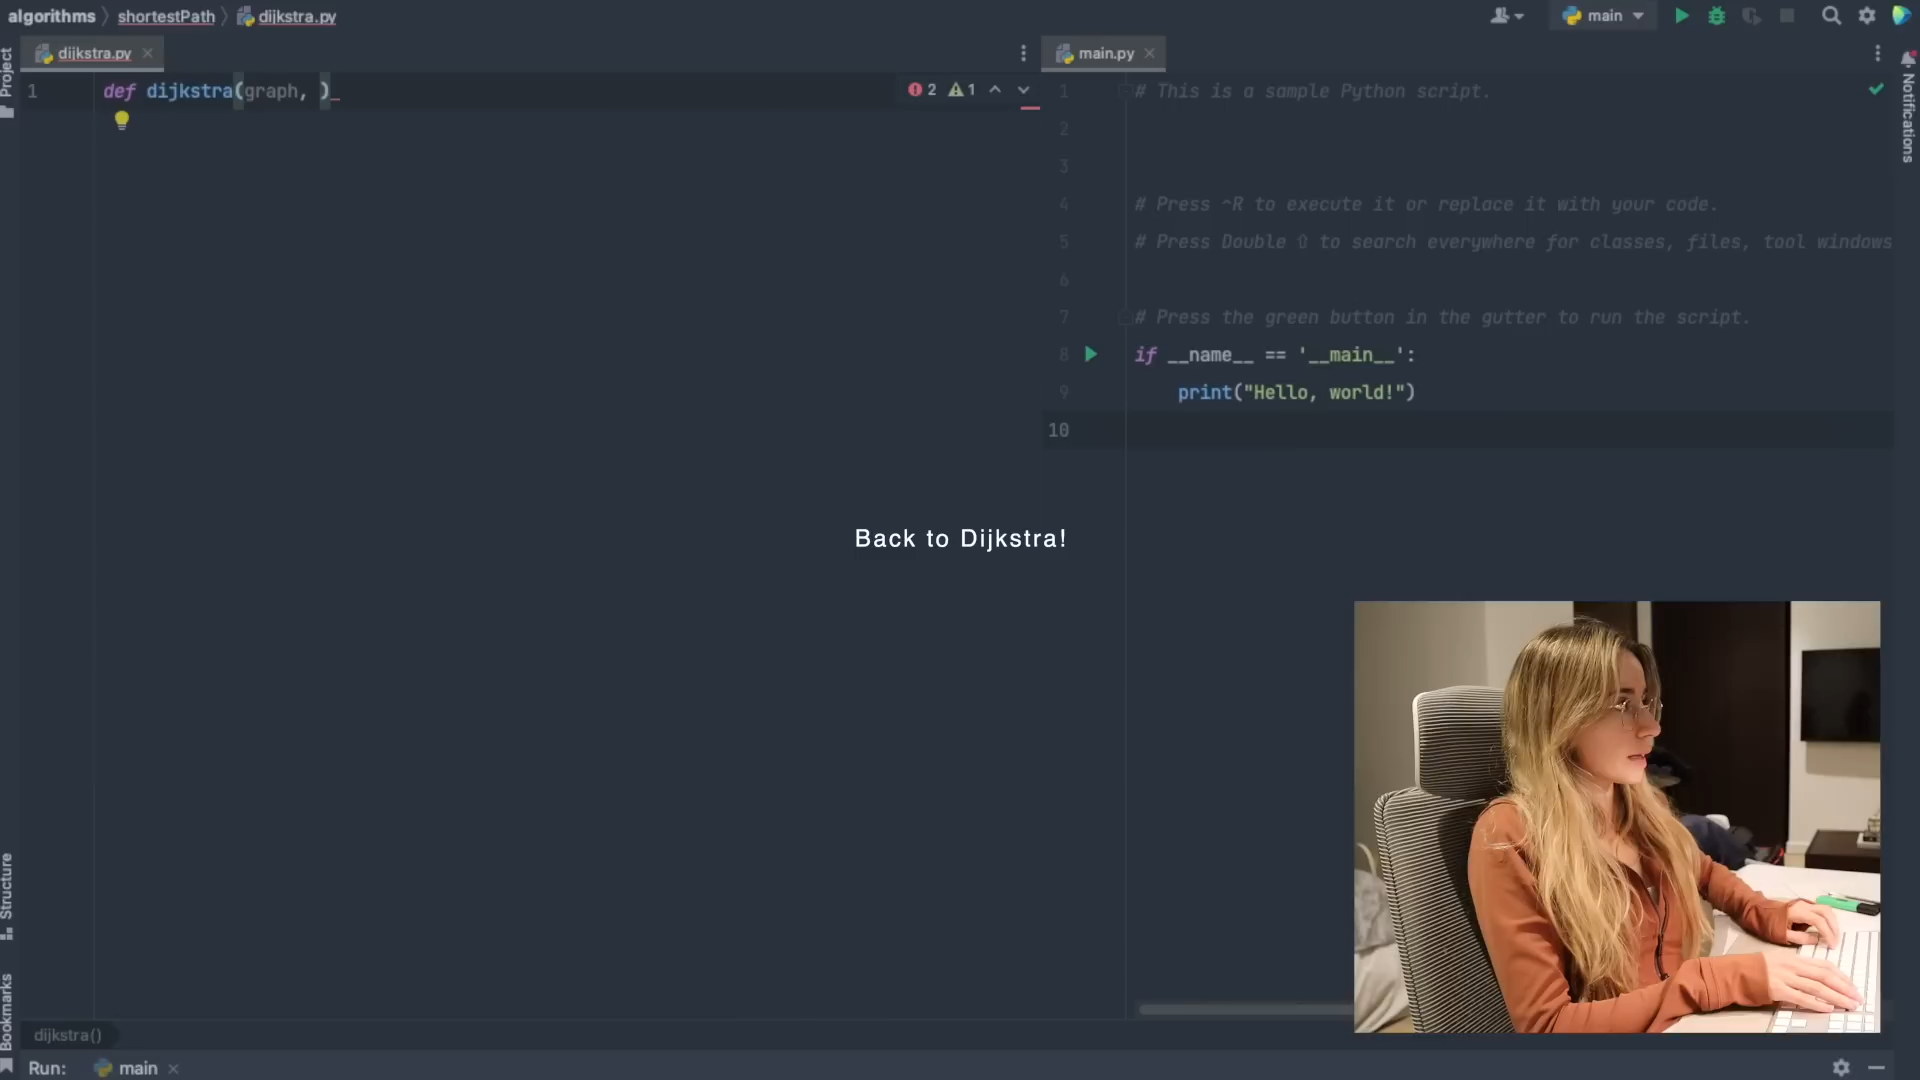 algorithms
shortestPath
dijkstra.py
main
dijkstra.py
main.py
Project
1 def dijkstra(graph, )
2 1
1 # This is a sample Python script.
2
3
4 # Press ^R to execute it or replace it with your code.
5 # Press Double ⇧ to search everywhere for classes, files, tool windows
6
7 # Press the green button in the gutter to run the script.
8 if __name__ == '__main__':
9 print("Hello, world!")
10
Notifications
Back to Dijkstra!
Structure
Bookmarks
dijkstra()
Run: main